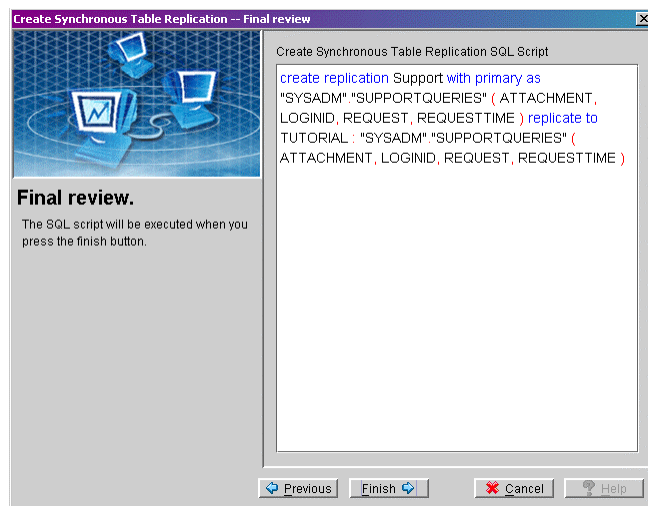 Create Synchronous Table Replication -- Final review
Create Synchronous Table Replication SQL Script
create replication Support with primary as
"SYSADM"."SUPPORTQUERIES" ( ATTACHMENT,
LOGINID, REQUEST, REQUESTTIME ) replicate to
TUTORIAL : "SYSADM"."SUPPORTQUERIES" (
ATTACHMENT, LOGINID, REQUEST, REQUESTTIME )
Final review.
The SQL script will be executed when you
press the finish button.
Previous
Finish
Cancel
Help